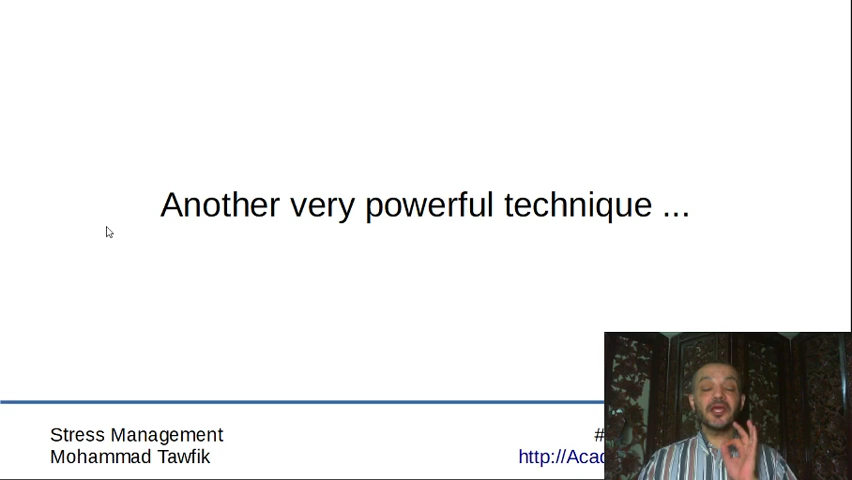 Another very powerful technique ...
Stress Management
#
Mohammad Tawfik
http://Acad